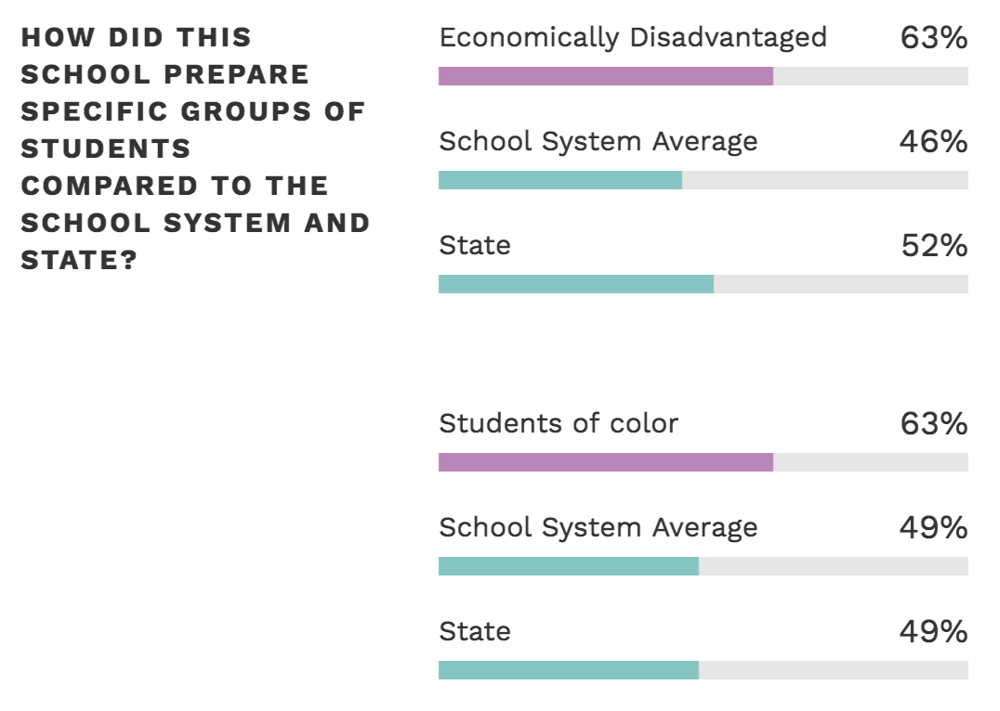 HOW DID THIS
SCHOOL PREPARE
SPECIFIC GROUPS OF
STUDENTS
COMPARED TO THE
SCHOOL SYSTEM AND
STATE?
Economically Disadvantaged 63%
School System Average 46%
State 52%
Students of color 63%
School System Average 49%
State 49%